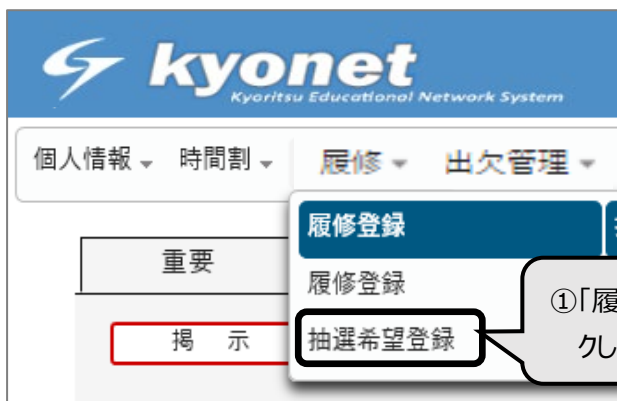 kyonet
Kyoritsu Educational Network System
個人情報 時間割 履修 出欠管理
履修登録
重要
履修登録
①「履
掲 示
抽選希望登録
クし